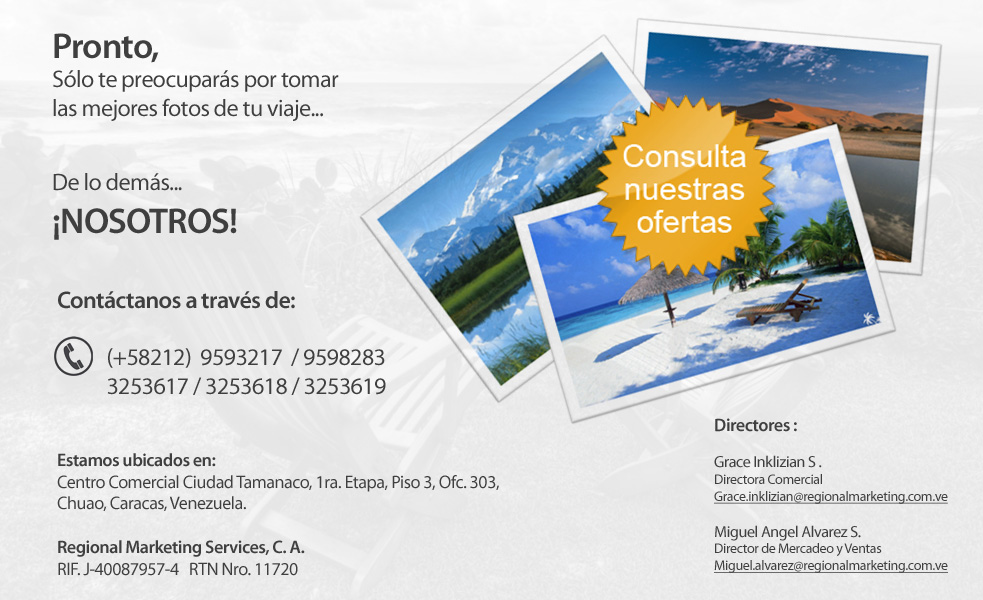 Pronto,
Sólo te preocuparás por tomar
las mejores fotos de tu viaje...
De lo demás...
¡NOSOTROS!
Consulta
nuestras
ofertas
Contáctanos a través de:
(+58212) 9593217 / 9598283
3253617 / 3253618 / 3253619
Estamos ubicados en:
Centro Comercial Ciudad Tamanaco, 1ra. Etapa, Piso 3, Ofc. 303,
Chuao, Caracas, Venezuela.
Regional Marketing Services, C. A.
RIF. J-40087957-4 RTN Nro. 11720
Directores :
Grace Inklizian S .
Directora Comercial
Grace.inklizian@regionalmarketing.com.ve
Miguel Angel Alvarez S.
Director de Mercadeo y Ventas
Miguel.alvarez@regionalmarketing.com.ve